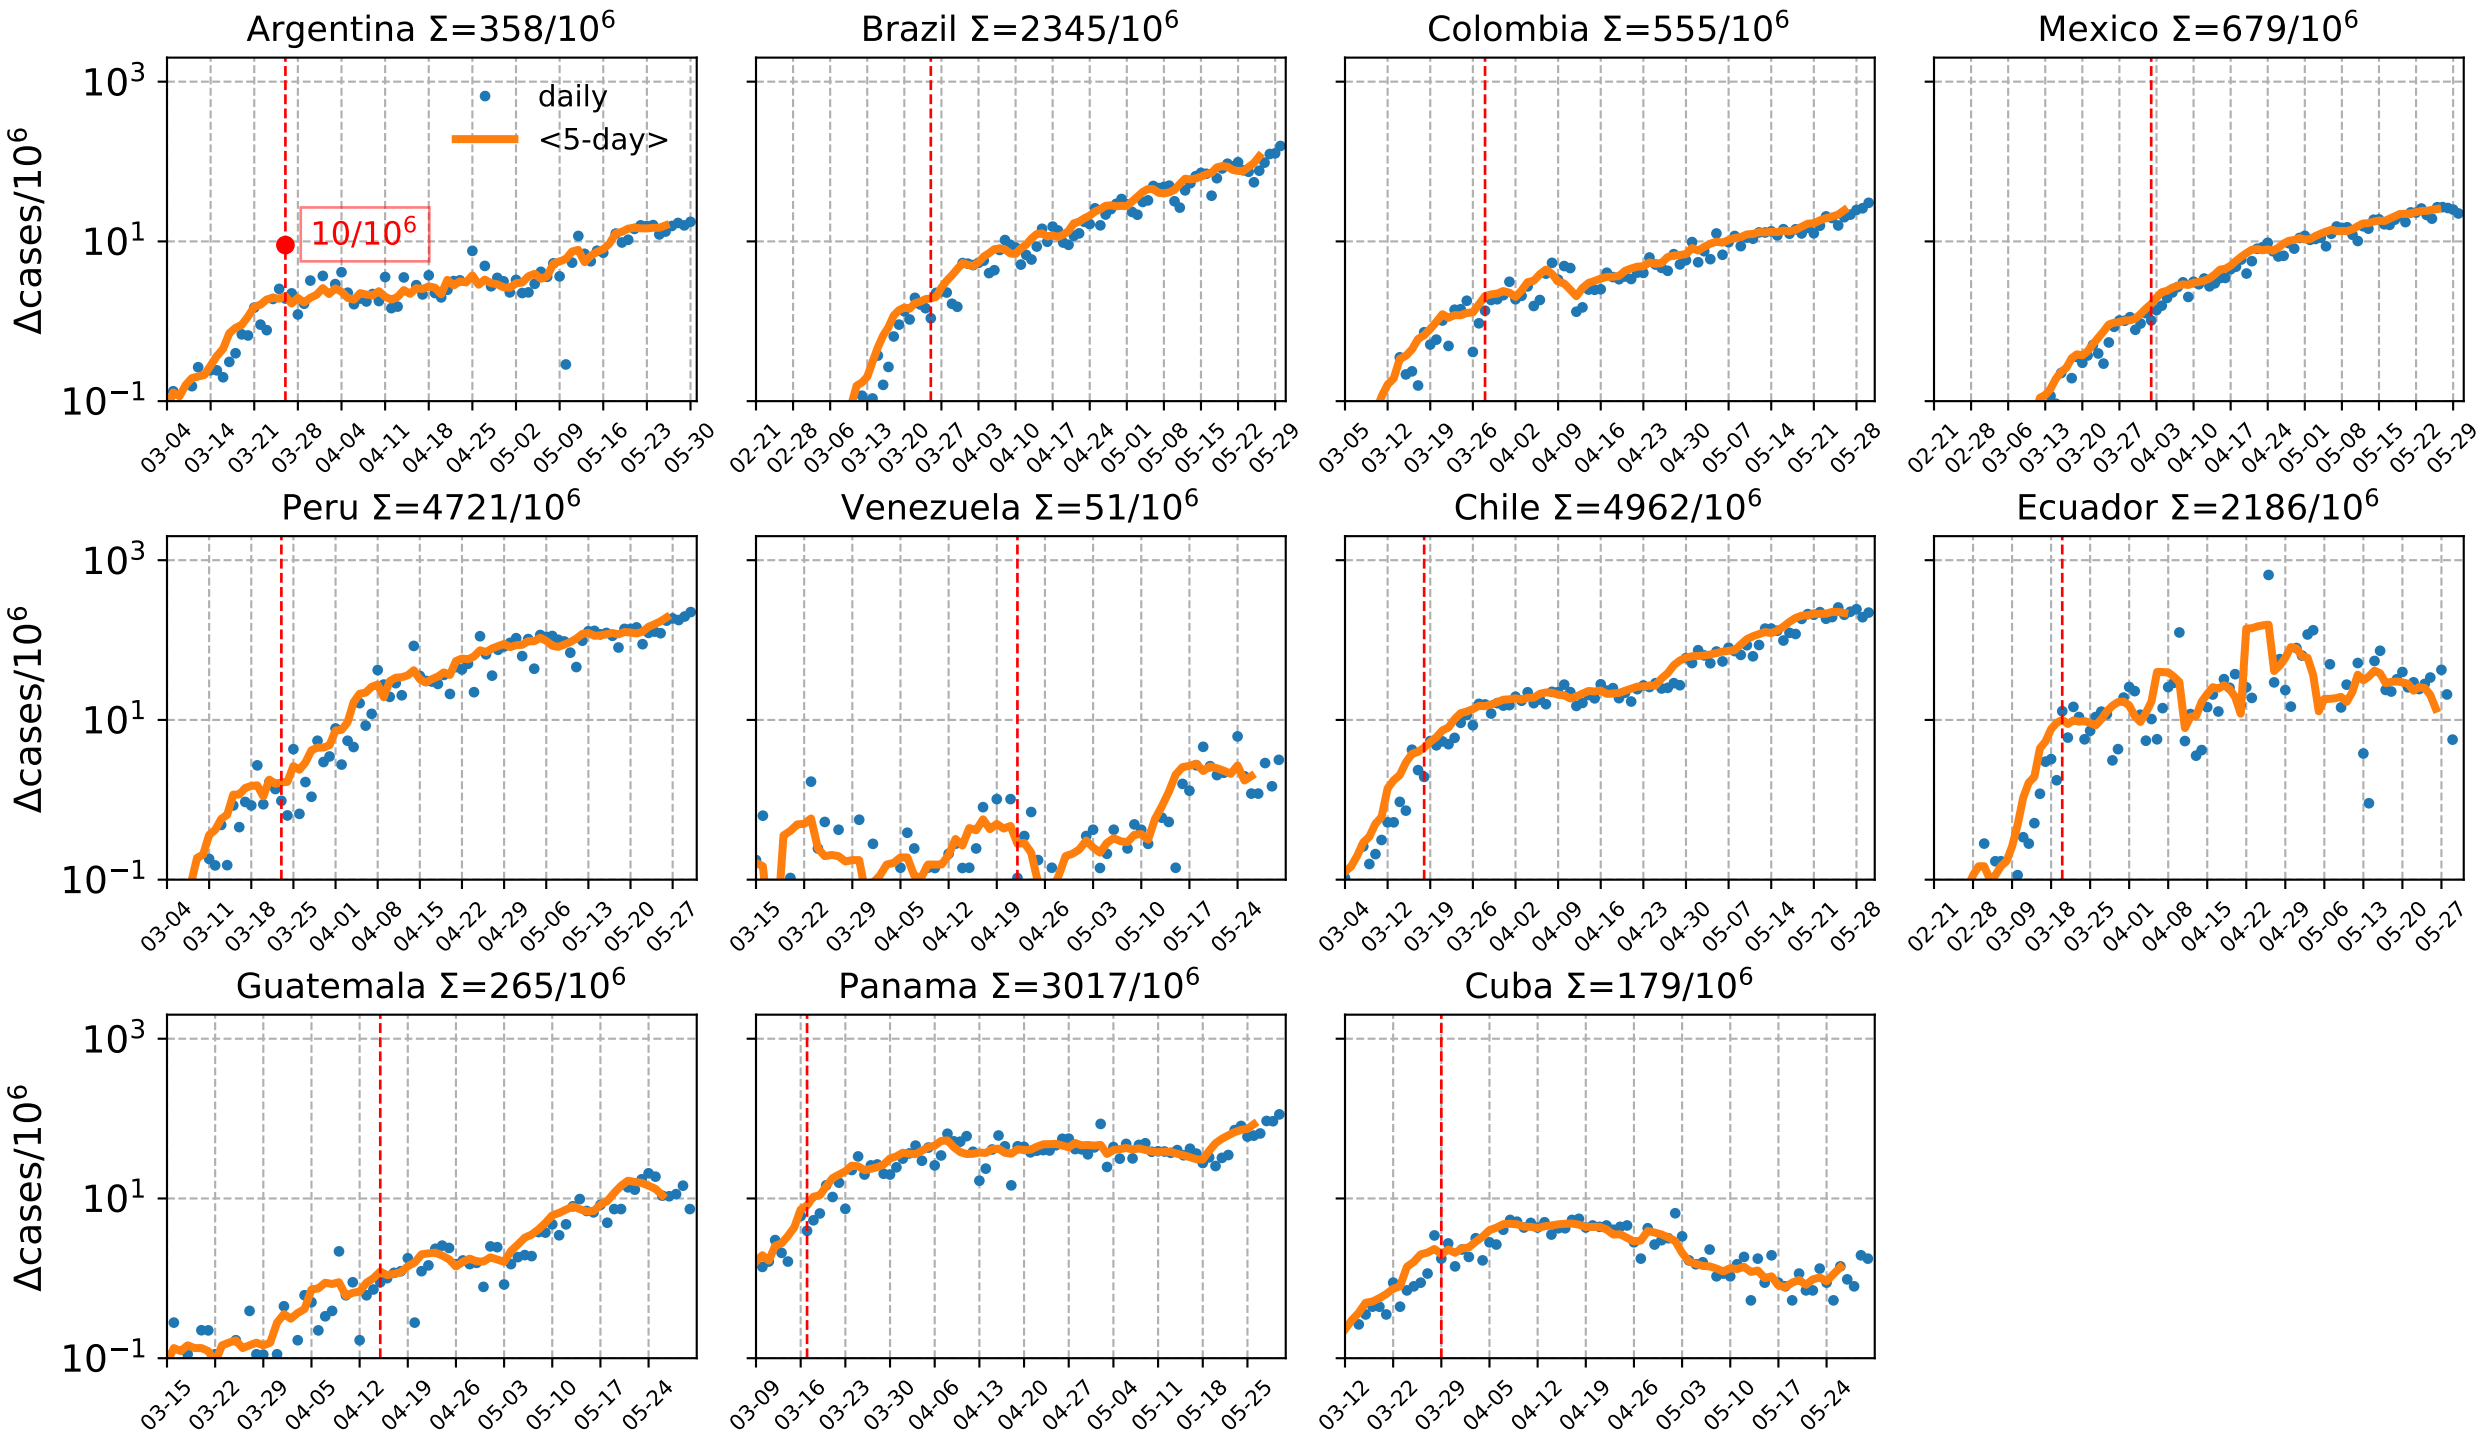 Argentina Σ=358/10⁶ Brazil Σ=2345/10⁶ Colombia Σ=555/10⁶ Mexico Σ=679/10⁶
Δcases/10⁶
10³
10¹
10⁻¹
daily
<5-day>
10/10⁶
03-04 03-14 03-21 03-28 04-04 04-11 04-18 04-25 05-02 05-09 05-16 05-23 05-30
02-21 02-28 03-06 03-13 03-20 03-27 04-03 04-10 04-17 04-24 05-01 05-08 05-15 05-22 05-29
03-05 03-12 03-19 03-26 04-02 04-09 04-16 04-23 04-30 05-07 05-14 05-21 05-28
02-21 02-28 03-06 03-13 03-20 03-27 04-03 04-10 04-17 04-24 05-01 05-08 05-15 05-22 05-29
Peru Σ=4721/10⁶ Venezuela Σ=51/10⁶ Chile Σ=4962/10⁶ Ecuador Σ=2186/10⁶
Δcases/10⁶
10³
10¹
10⁻¹
03-04 03-11 03-18 03-25 04-01 04-08 04-15 04-22 04-29 05-06 05-13 05-20 05-27
03-15 03-22 03-29 04-05 04-12 04-19 04-26 05-03 05-10 05-17 05-24
03-04 03-12 03-19 03-26 04-02 04-09 04-16 04-23 04-30 05-07 05-14 05-21 05-28
02-21 02-28 03-09 03-18 03-25 04-01 04-08 04-15 04-22 04-29 05-06 05-13 05-20 05-27
Guatemala Σ=265/10⁶ Panama Σ=3017/10⁶ Cuba Σ=179/10⁶
Δcases/10⁶
10³
10¹
10⁻¹
03-15 03-22 03-29 04-05 04-12 04-19 04-26 05-03 05-10 05-17 05-24
03-09 03-16 03-23 03-30 04-06 04-13 04-20 04-27 05-04 05-11 05-18 05-25
03-12 03-22 03-29 04-05 04-12 04-19 04-26 05-03 05-10 05-17 05-24